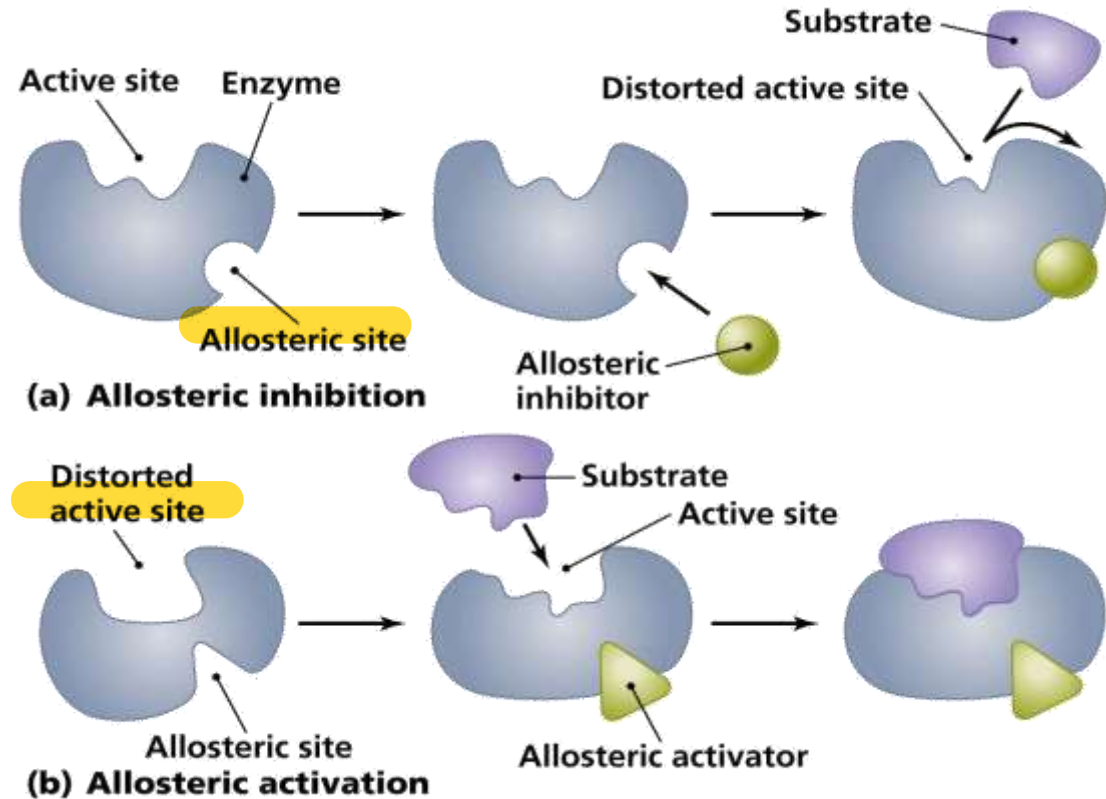 Substrate
Active site
Enzyme
Distorted active site
Allosteric site
Allosteric
inhibitor
(a) Allosteric inhibition
Distorted
active site
Substrate
Active site
Allosteric site
Allosteric activator
(b) Allosteric activation